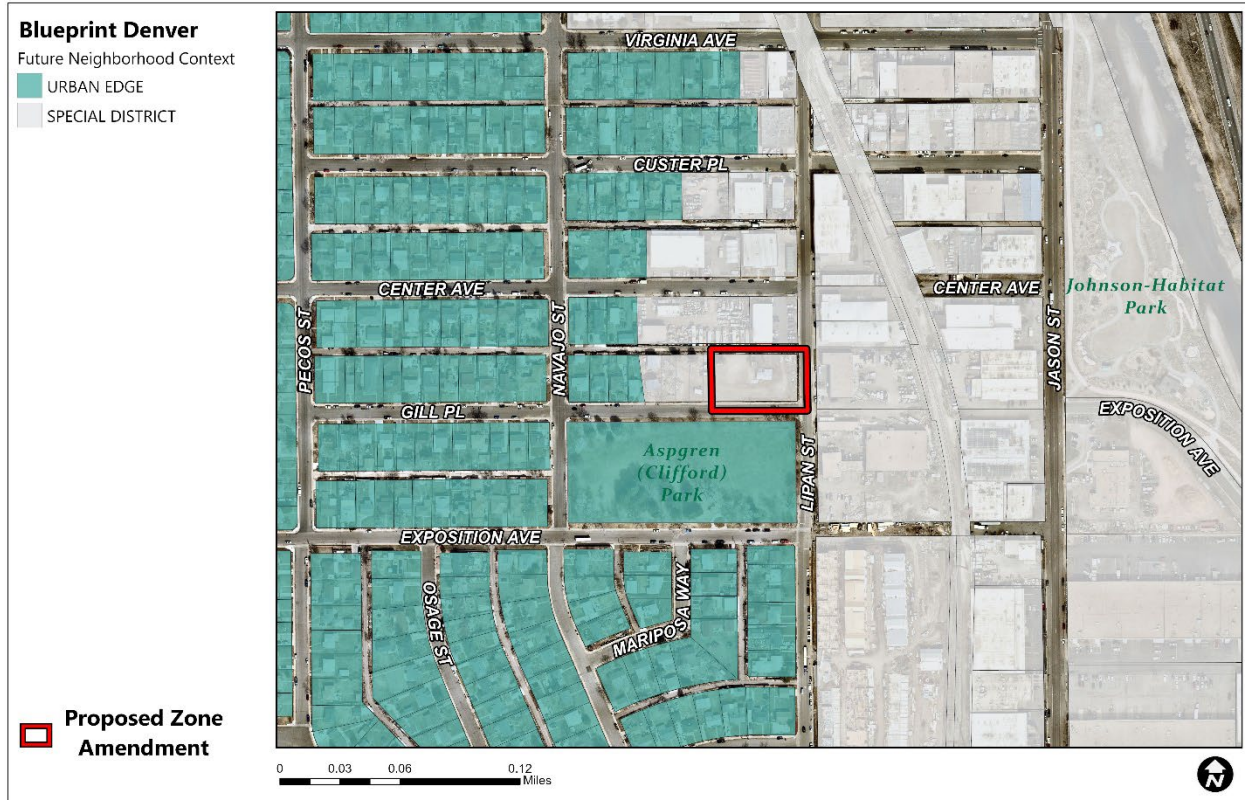 Blueprint Denver
Future Neighborhood Context
URBAN EDGE
SPECIAL DISTRICT
VIRGINIA AVE
CUSTER PL
CENTER AVE
CENTER AVE
Johnson-Habitat
Park
PECOS ST
NAVAJO ST
JASON ST
GILL PL
EXPOSITION AVE
Aspgren
(Clifford)
Park
LIPAN ST
EXPOSITION AVE
OSAGE ST
MARIPOSA WAY
Proposed Zone
Amendment
0 0.03 0.06 0.12
Miles
N